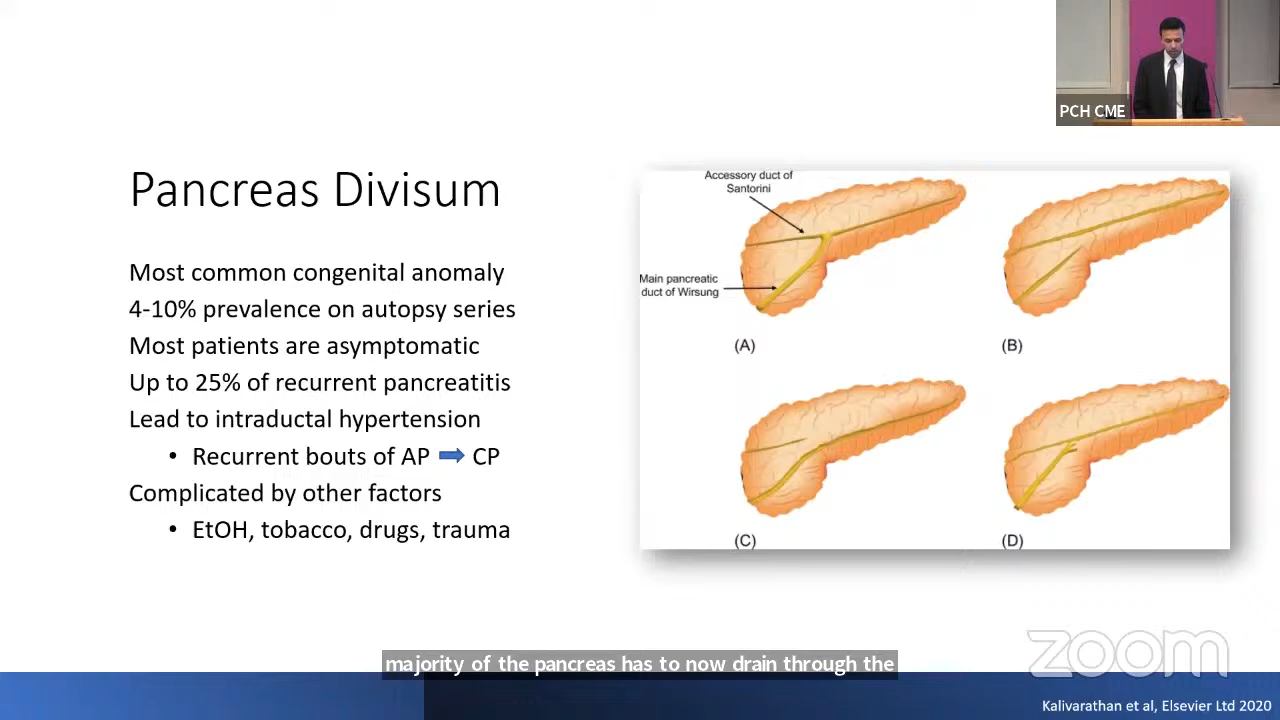 PCH CME
Pancreas Divisum
Most common congenital anomaly
4-10% prevalence on autopsy series
Most patients are asymptomatic
Up to 25% of recurrent pancreatitis
Lead to intraductal hypertension
• Recurrent bouts of AP CP
Complicated by other factors
• EtOH, tobacco, drugs, trauma
Accessory duct of
Santorini
Main pancreatic
duct of Wirsung
(A)
(B)
(C)
(D)
majority of the pancreas has to now drain through the
zoom
Kalivarathan et al, Elsevier Ltd 2020